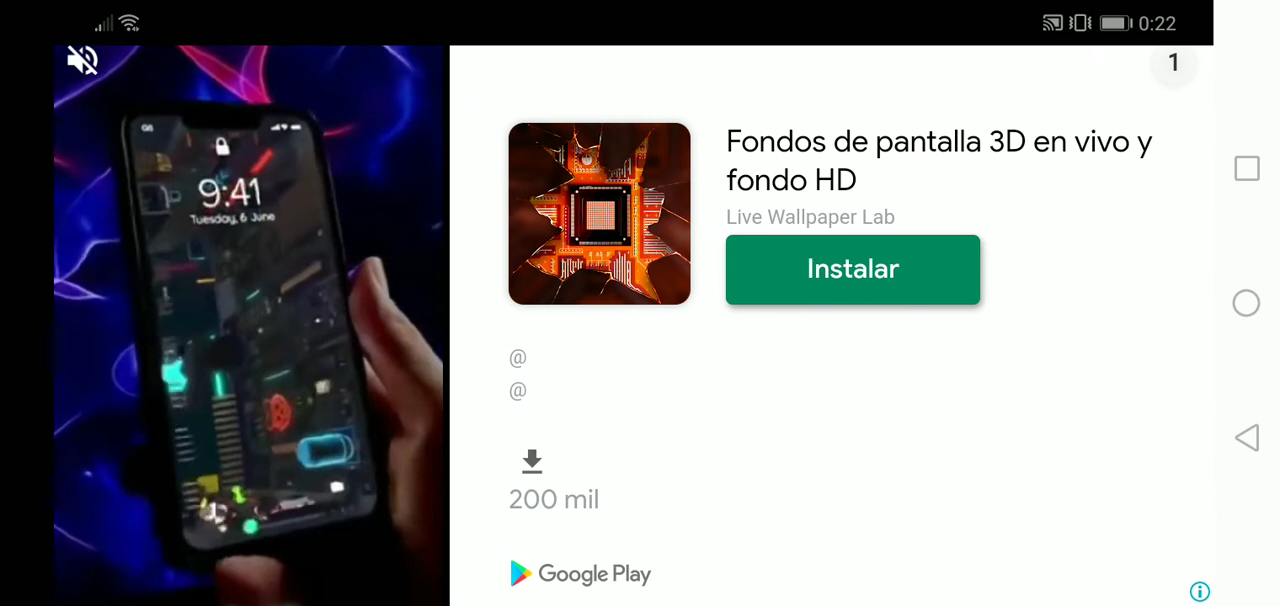 0:22
1
9:41
Tuesday, 6 June
Fondos de pantalla 3D en vivo y
fondo HD
Live Wallpaper Lab
Instalar
@
@
200 mil
Google Play